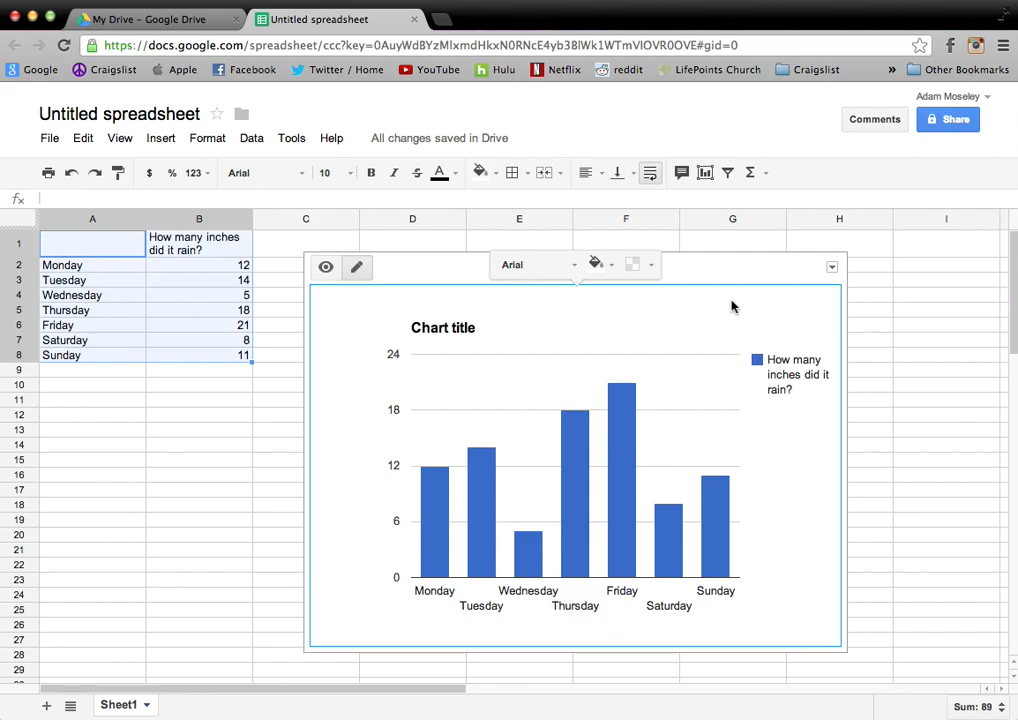 My Drive – Google Drive
Untitled spreadsheet
https://docs.google.com/spreadsheet/ccc?key=0AuyWdBYzMlxmdHkxN0RNcE4yb3BlWk1WTmVIOVR0OVE#gid=0
Google Craigslist Apple Facebook Twitter / Home YouTube Hulu Netflix reddit LifePoints Church Craigslist » Other Bookmarks
Adam Moseley
Untitled spreadsheet
Comments Share
File Edit View Insert Format Data Tools Help All changes saved in Drive
$ % 123 Arial 10 B I S A Σ
fx
A B C D E F G H I
1 How many inches
did it rain?
2 Monday 12
3 Tuesday 14
4 Wednesday 5
5 Thursday 18
6 Friday 21
7 Saturday 8
8 Sunday 11
9
10
11
12
13
14
15
16
17
18
19
20
21
22
23
24
25
26
27
28
29
Arial
Chart title
24
18
12
6
0
How many
inches did it
rain?
Monday Wednesday Friday Sunday
Tuesday Thursday Saturday
Sheet1
Sum: 89